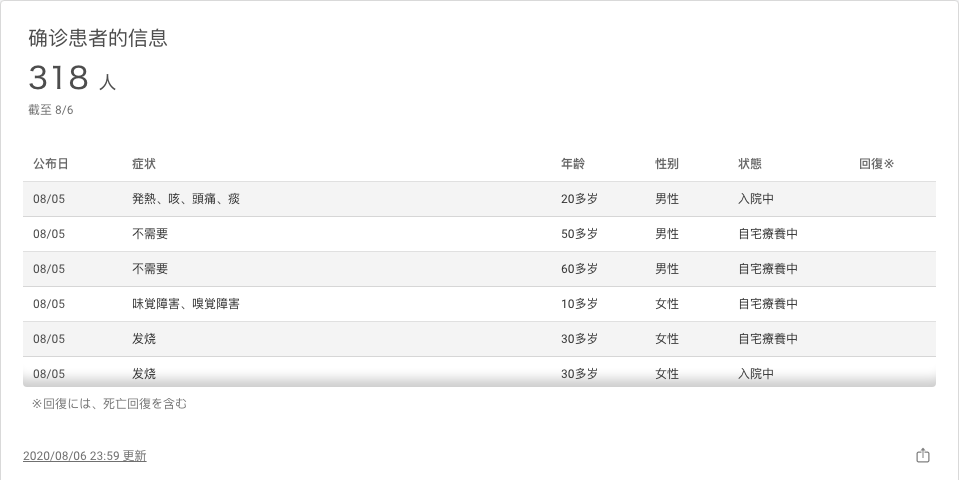 确诊患者的信息
318 人
截至 8/6
公布日 症状 年齢 性别 状態 回復※
08/05 発熱、咳、頭痛、痰 20多岁 男性 入院中
08/05 不需要 50多岁 男性 自宅療養中
08/05 不需要 60多岁 男性 自宅療養中
08/05 味覚障害、嗅覚障害 10多岁 女性 自宅療養中
08/05 发烧 30多岁 女性 自宅療養中
08/05 发烧 30多岁 女性 入院中
※回復には、死亡回復を含む
2020/08/06 23:59 更新